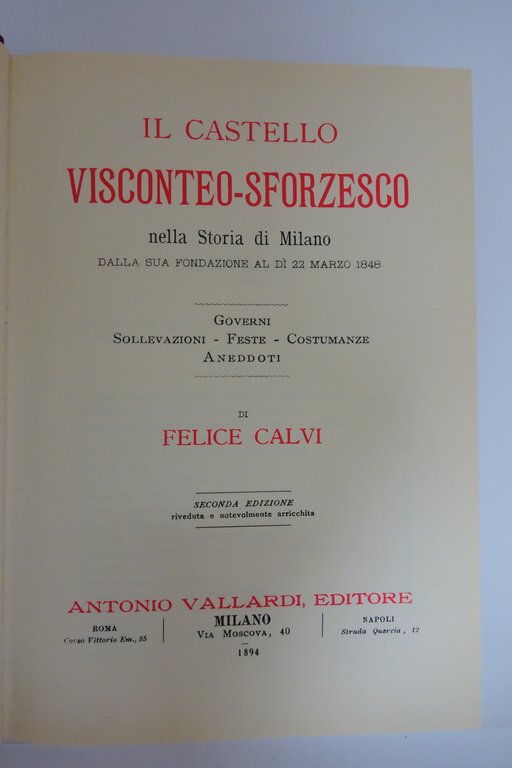 IL CASTELLO
VISCONTEO-SFORZESCO
nella Storia di Milano
DALLA SUA FONDAZIONE AL DÌ 22 MARZO 1848
GOVERNI
SOLLEVAZIONI - FESTE - COSTUMANZE
ANEDDOTI
DI
FELICE CALVI
SECONDA EDIZIONE
riveduta e notevolmente arricchita
ANTONIO VALLARDI, EDITORE
ROMA
Corso Vittorio Em., 35
MILANO
VIA MOSCOVA, 40
NAPOLI
Strada Quercia, 12
1894